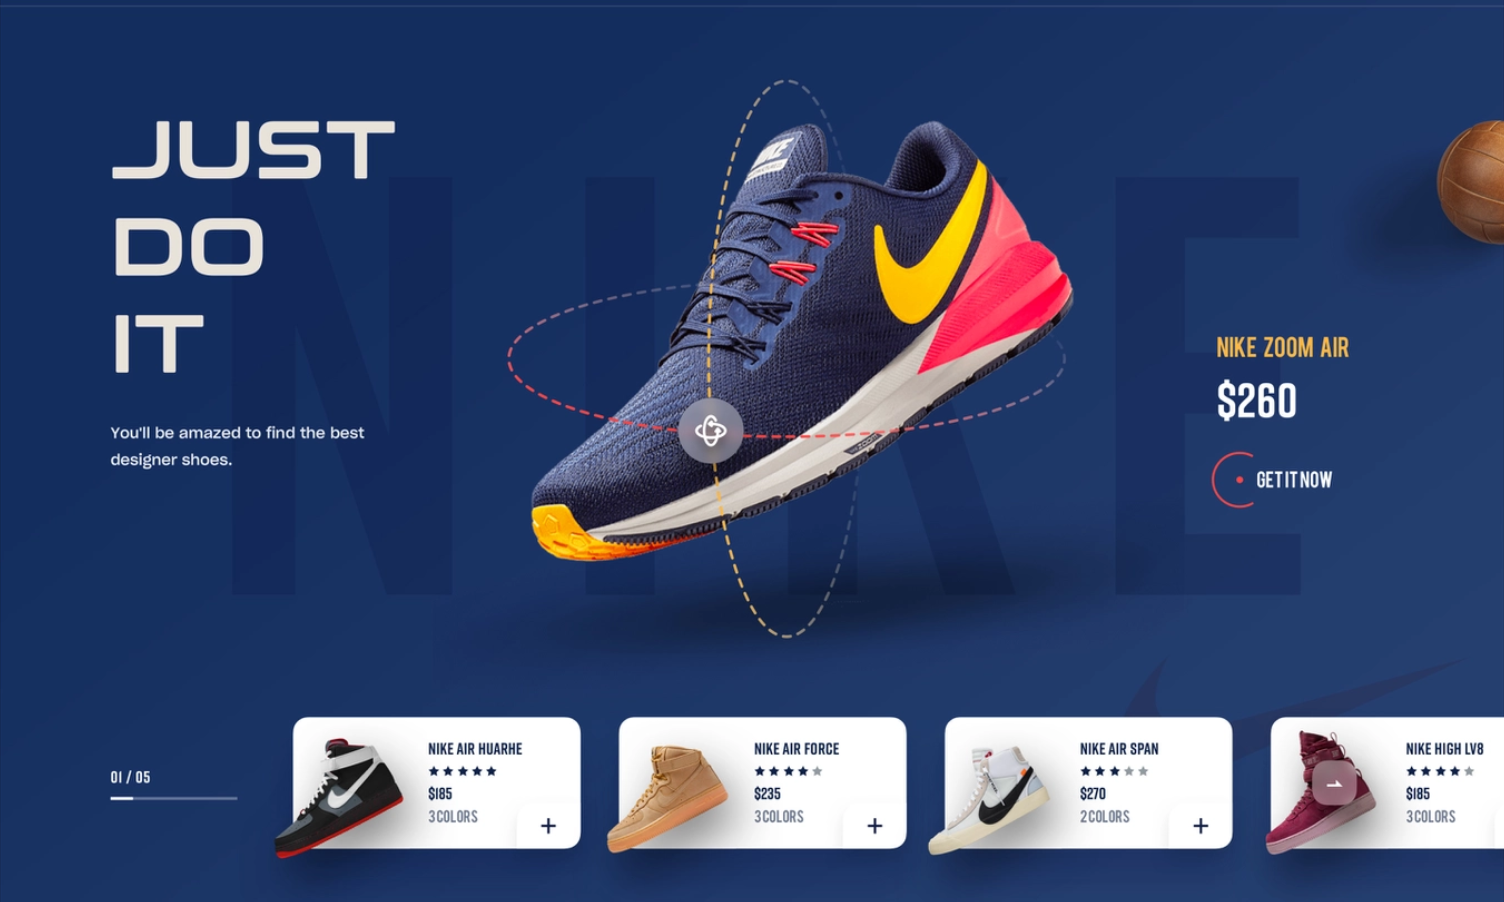 JUST
DO
IT
You'll be amazed to find the best
designer shoes.
NIKE
NIKE
ZOOM
NIKE ZOOM AIR
$260
GET IT NOW
01 / 05
NIKE AIR HUARHE
$185
3 COLORS
+
NIKE AIR FORCE
$235
3 COLORS
+
NIKE AIR SPAN
$270
2 COLORS
+
NIKE HIGH LV8
$185
3 COLORS